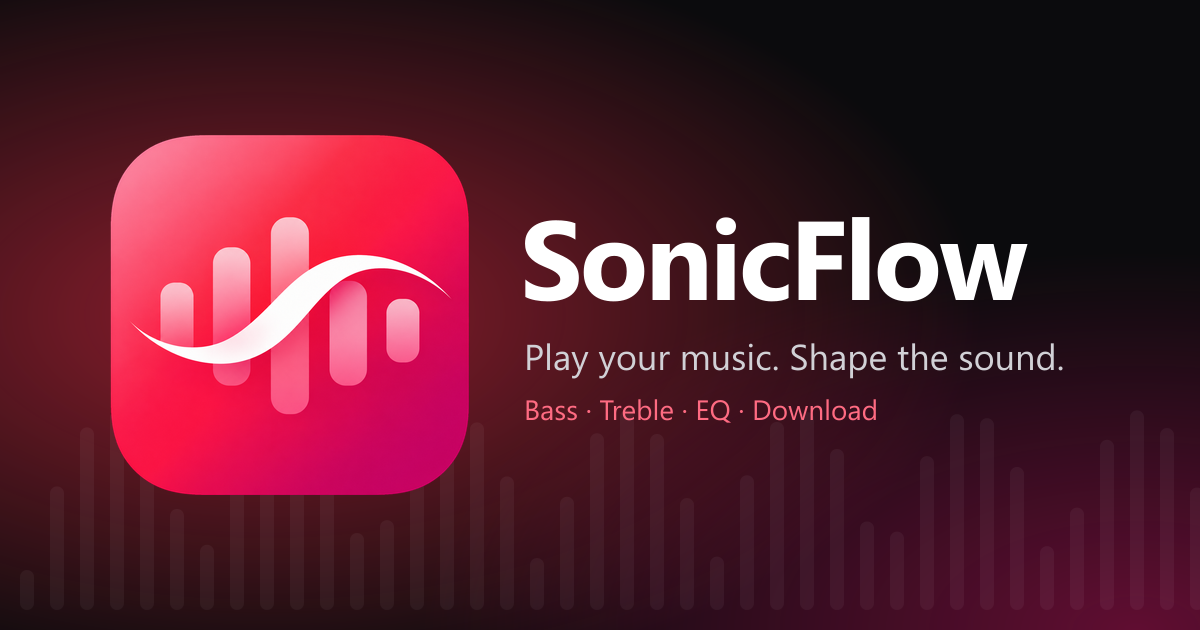 SonicFlow
Play your music. Shape the sound.
Bass · Treble · EQ · Download